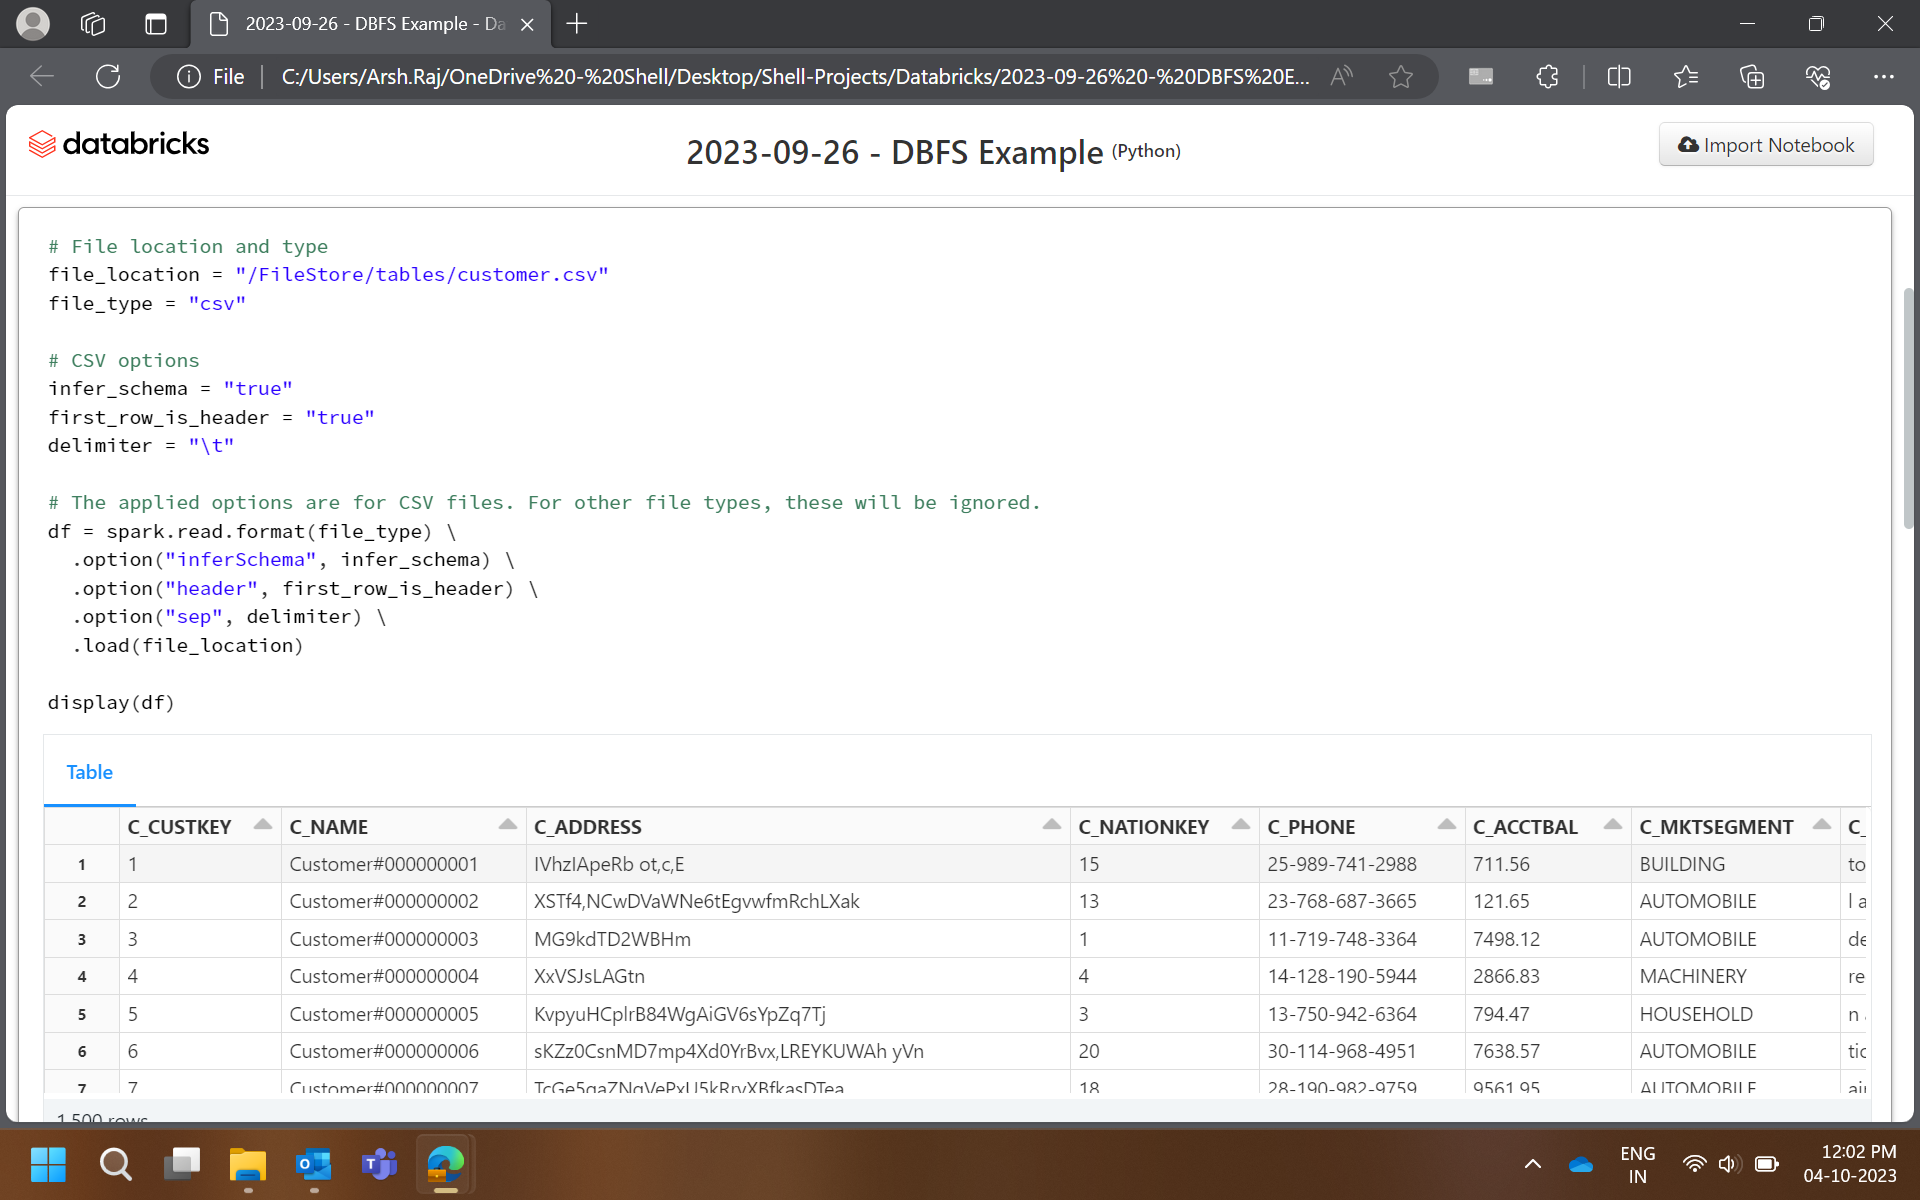 2023-09-26 - DBFS Example - Da
File
C:/Users/Arsh.Raj/OneDrive%20-%20Shell/Desktop/Shell-Projects/Databricks/2023-09-26%20-%20DBFS%20E...
databricks
2023-09-26 - DBFS Example (Python)
Import Notebook
# File location and type
file_location = "/FileStore/tables/customer.csv"
file_type = "csv"
# CSV options
infer_schema = "true"
first_row_is_header = "true"
delimiter = "\t"
# The applied options are for CSV files. For other file types, these will be ignored.
df = spark.read.format(file_type) \
.option("inferSchema", infer_schema) \
.option("header", first_row_is_header) \
.option("sep", delimiter) \
.load(file_location)
display(df)
Table
C_CUSTKEY C_NAME C_ADDRESS C_NATIONKEY C_PHONE C_ACCTBAL C_MKTSEGMENT C_
1 1 Customer#000000001 IVhzIApeRb ot,c,E 15 25-989-741-2988 711.56 BUILDING to
2 2 Customer#000000002 XSTf4,NCwDVaWNe6tEgvwfmRchLXak 13 23-768-687-3665 121.65 AUTOMOBILE l a
3 3 Customer#000000003 MG9kdTD2WBHm 1 11-719-748-3364 7498.12 AUTOMOBILE de
4 4 Customer#000000004 XxVSJsLAGtn 4 14-128-190-5944 2866.83 MACHINERY re
5 5 Customer#000000005 KvpyuHCplrB84WgAiGV6sYpZq7Tj 3 13-750-942-6364 794.47 HOUSEHOLD n
6 6 Customer#000000006 sKZz0CsnMD7mp4Xd0YrBvx,LREYKUWAh yVn 20 30-114-968-4951 7638.57 AUTOMOBILE tic
7 7 Customer#000000007 TcGe5gaZNgVePxU5kRrvXBfkasDTea 18 28-190-982-9759 9561.95 AUTOMOBILE ai
1,500 rows
ENG
IN
12:02 PM
04-10-2023